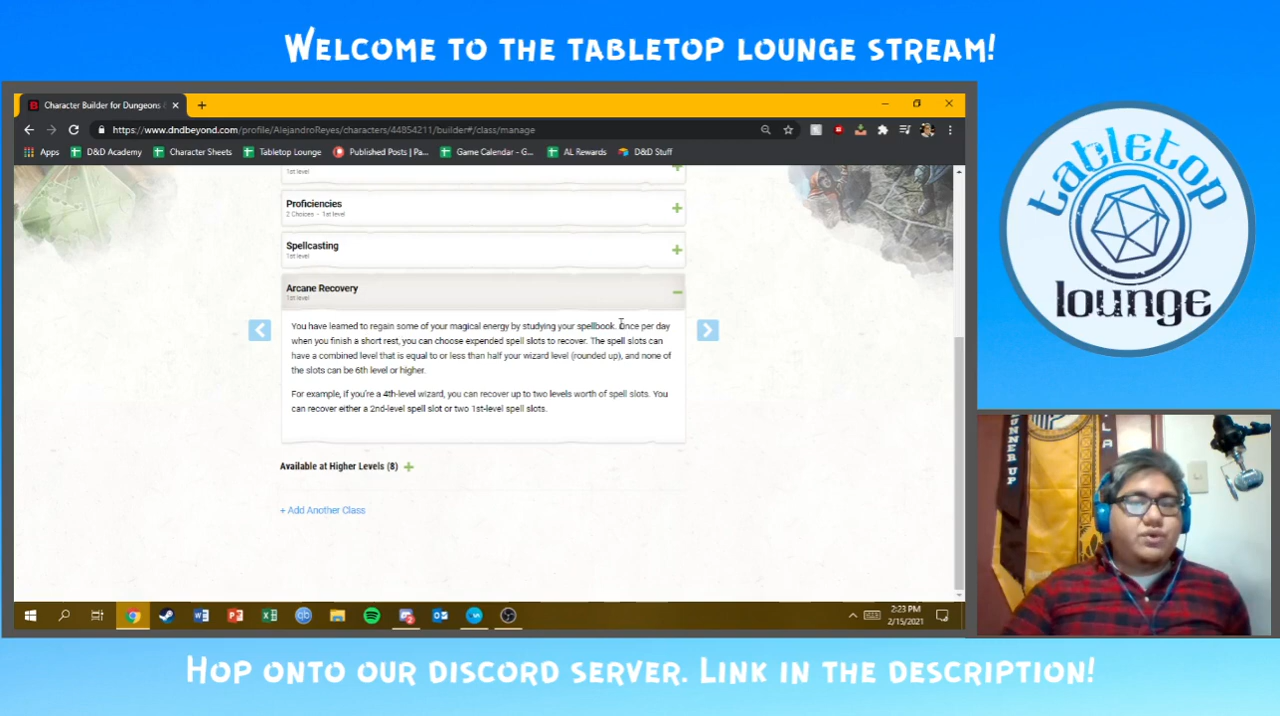 WELCOME TO THE TABLETOP LOUNGE STREAM!
Character Builder for Dungeons
https://www.dndbeyond.com/profile/AlejandroReyes/characters/44854211/builder#/class/manage
Apps D&D Academy Character Sheets Tabletop Lounge Published Posts | Pa... Game Calendar - G... AL Rewards D&D Stuff
1st level
Proficiencies
2 Choices - 1st level
Spellcasting
1st level
Arcane Recovery
1st level
You have learned to regain some of your magical energy by studying your spellbook. Once per day
when you finish a short rest, you can choose expended spell slots to recover. The spell slots can
have a combined level that is equal to or less than half your wizard level (rounded up), and none of
the slots can be 6th level or higher.
For example, if you're a 4th-level wizard, you can recover up to two levels worth of spell slots. You
can recover either a 2nd-level spell slot or two 1st-level spell slots.
Available at Higher Levels (8)
+ Add Another Class
2:23 PM
2/15/2021
tabletop
lounge
RUNNER UP
LA
HOP ONTO OUR DISCORD SERVER. LINK IN THE DESCRIPTION!